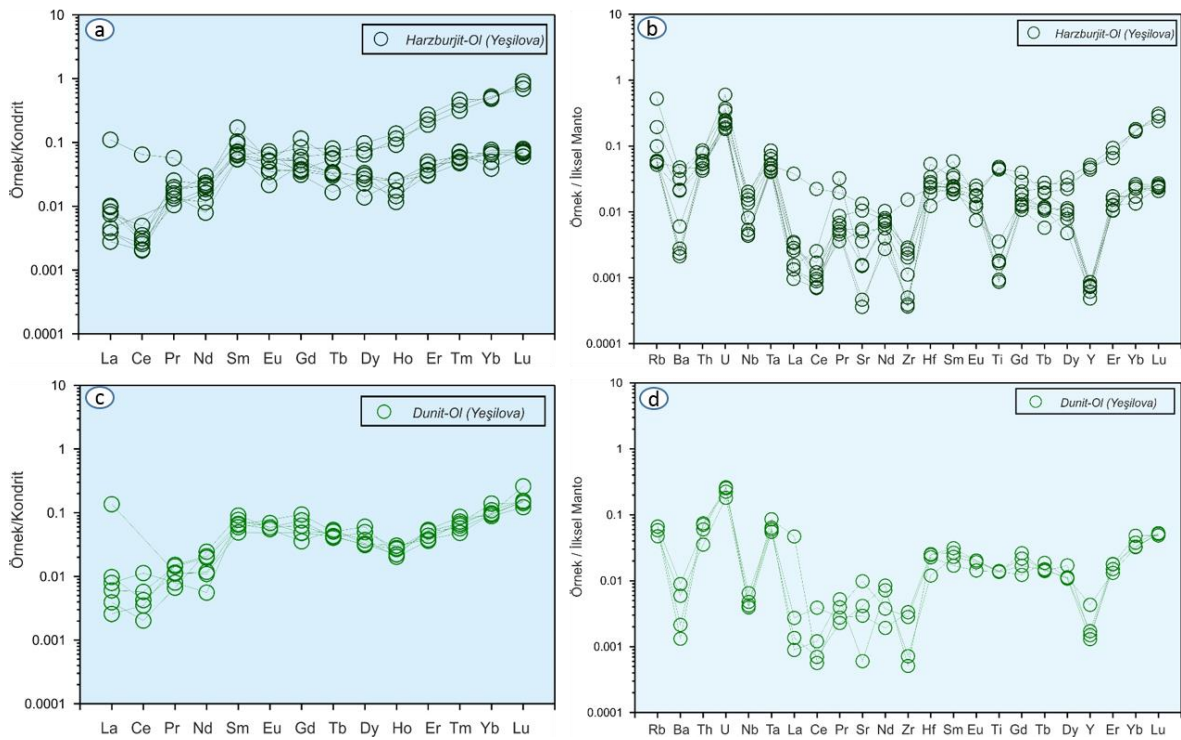 a
Harzburjit-Ol (Yeşilova)
Örnek/Kondrit
10
1
0.1
0.01
0.001
0.0001
La Ce Pr Nd Sm Eu Gd Tb Dy Ho Er Tm Yb Lu
b
Harzburjit-Ol (Yeşilova)
Örnek / İlksel Manto
10
1
0.1
0.01
0.001
0.0001
Rb Ba Th U Nb Ta La Ce Pr Sr Nd Zr Hf Sm Eu Ti Gd Tb Dy Y Er Yb Lu
c
Dunit-Ol (Yeşilova)
Örnek/Kondrit
10
1
0.1
0.01
0.001
0.0001
La Ce Pr Nd Sm Eu Gd Tb Dy Ho Er Tm Yb Lu
d
Dunit-Ol (Yeşilova)
Örnek / İlksel Manto
10
1
0.1
0.01
0.001
0.0001
Rb Ba Th U Nb Ta La Ce Pr Sr Nd Zr Hf Sm Eu Ti Gd Tb Dy Y Er Yb Lu